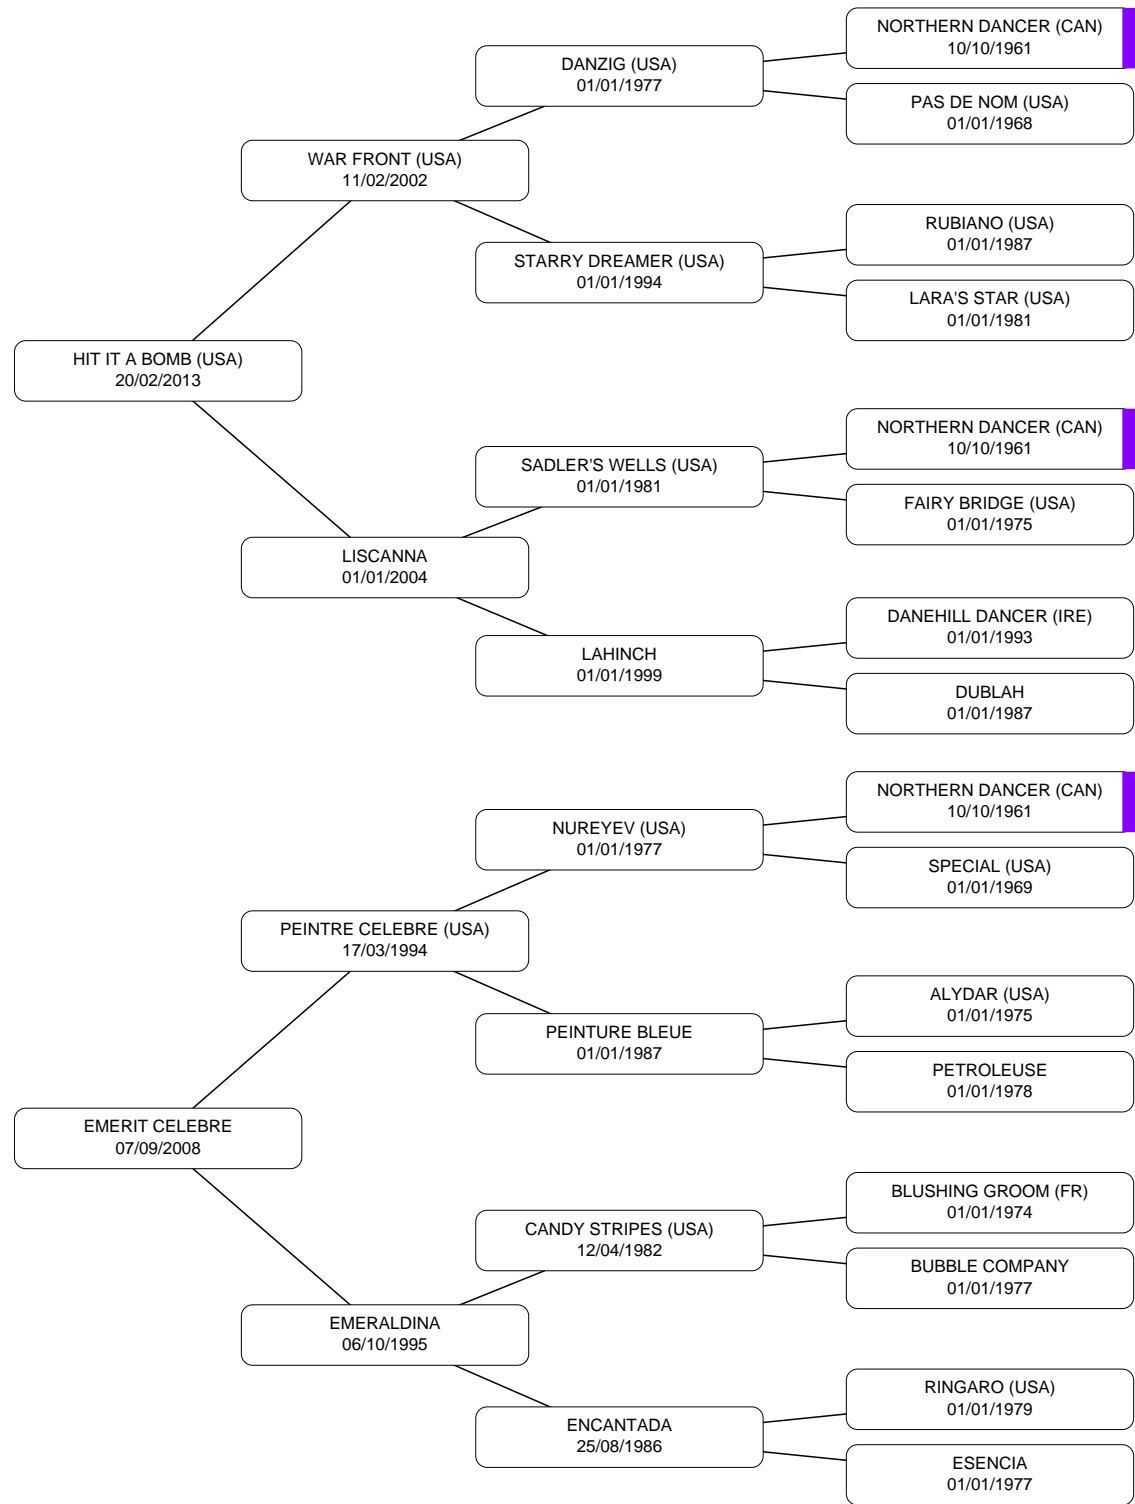 NORTHERN DANCER (CAN)
10/10/1961
DANZIG (USA)
01/01/1977
PAS DE NOM (USA)
01/01/1968
WAR FRONT (USA)
11/02/2002
RUBIANO (USA)
01/01/1987
STARRY DREAMER (USA)
01/01/1994
LARA'S STAR (USA)
01/01/1981
HIT IT A BOMB (USA)
20/02/2013
NORTHERN DANCER (CAN)
10/10/1961
SADLER'S WELLS (USA)
01/01/1981
FAIRY BRIDGE (USA)
01/01/1975
LISCANNA
01/01/2004
DANEHILL DANCER (IRE)
01/01/1993
LAHINCH
01/01/1999
DUBLAH
01/01/1987
NORTHERN DANCER (CAN)
10/10/1961
NUREYEV (USA)
01/01/1977
SPECIAL (USA)
01/01/1969
PEINTRE CELEBRE (USA)
17/03/1994
ALYDAR (USA)
01/01/1975
PEINTURE BLEUE
01/01/1987
PETROLEUSE
01/01/1978
EMERIT CELEBRE
07/09/2008
BLUSHING GROOM (FR)
01/01/1974
CANDY STRIPES (USA)
12/04/1982
BUBBLE COMPANY
01/01/1977
EMERALDINA
06/10/1995
RINGARO (USA)
01/01/1979
ENCANTADA
25/08/1986
ESENCIA
01/01/1977